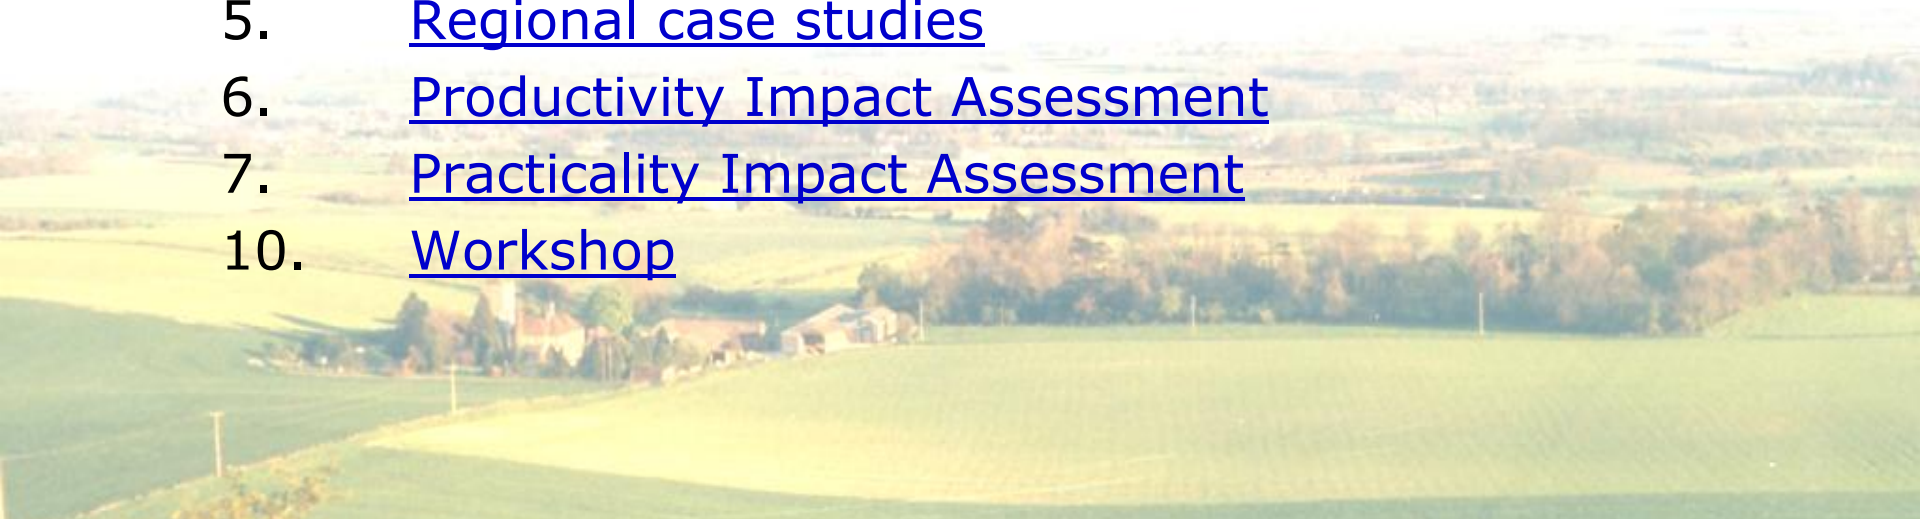 5. Regional case studies
6. Productivity Impact Assessment
7. Practicality Impact Assessment
10. Workshop